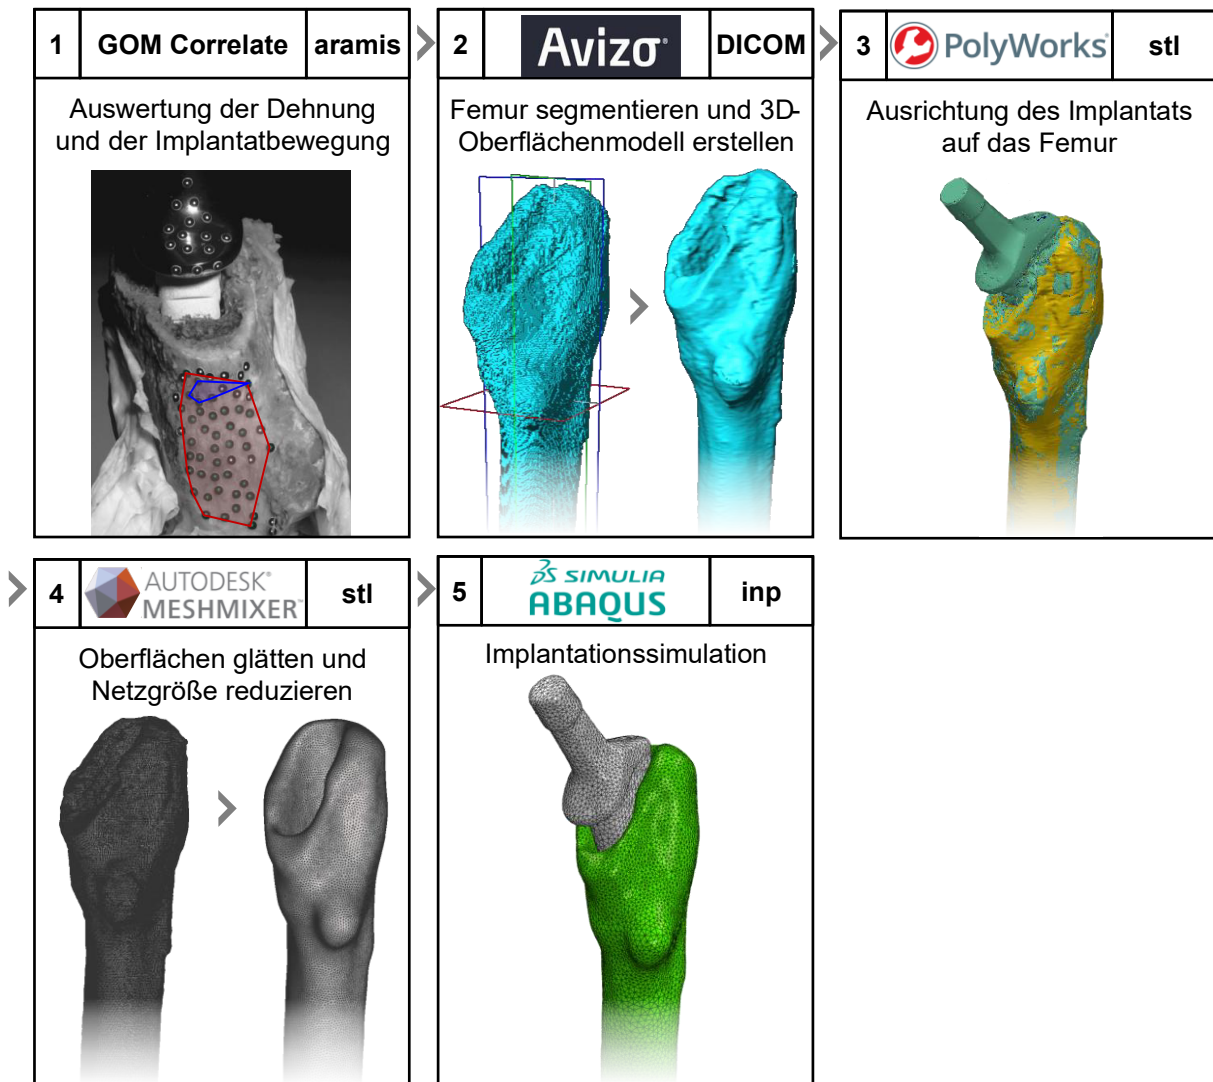 1 GOM Correlate aramis
Auswertung der Dehnung
und der Implantatbewegung
2 Avizo® DICOM
Femur segmentieren und 3D-
Oberflächenmodell erstellen
3 PolyWorks® stl
Ausrichtung des Implantats
auf das Femur
4 AUTODESK® MESHMIXER™ stl
Oberflächen glätten und
Netzgröße reduzieren
5 3DS SIMULIA ABAQUS inp
Implantationssimulation